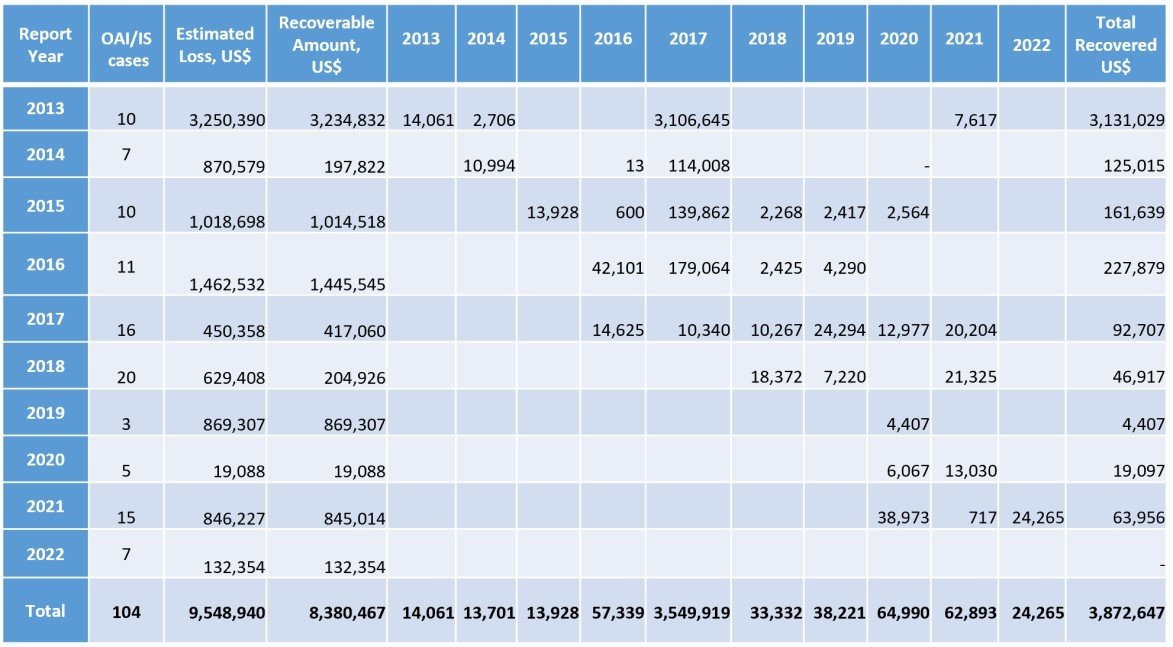 Report Year OAI/IS cases Estimated Loss, US$ Recoverable Amount, US$ 2013 2014 2015 2016 2017 2018 2019 2020 2021 2022 Total Recovered US$
2013 10 3,250,390 3,234,832 14,061 2,706 3,106,645 7,617 3,131,029
2014 7 870,579 197,822 10,994 13 114,008 - 125,015
2015 10 1,018,698 1,014,518 13,928 600 139,862 2,268 2,417 2,564 161,639
2016 11 1,462,532 1,445,545 42,101 179,064 2,425 4,290 227,879
2017 16 450,358 417,060 14,625 10,340 10,267 24,294 12,977 20,204 92,707
2018 20 629,408 204,926 18,372 7,220 21,325 46,917
2019 3 869,307 869,307 4,407 4,407
2020 5 19,088 19,088 6,067 13,030 19,097
2021 15 846,227 845,014 38,973 717 24,265 63,956
2022 7 132,354 132,354 -
Total 104 9,548,940 8,380,467 14,061 13,701 13,928 57,339 3,549,919 33,332 38,221 64,990 62,893 24,265 3,872,647